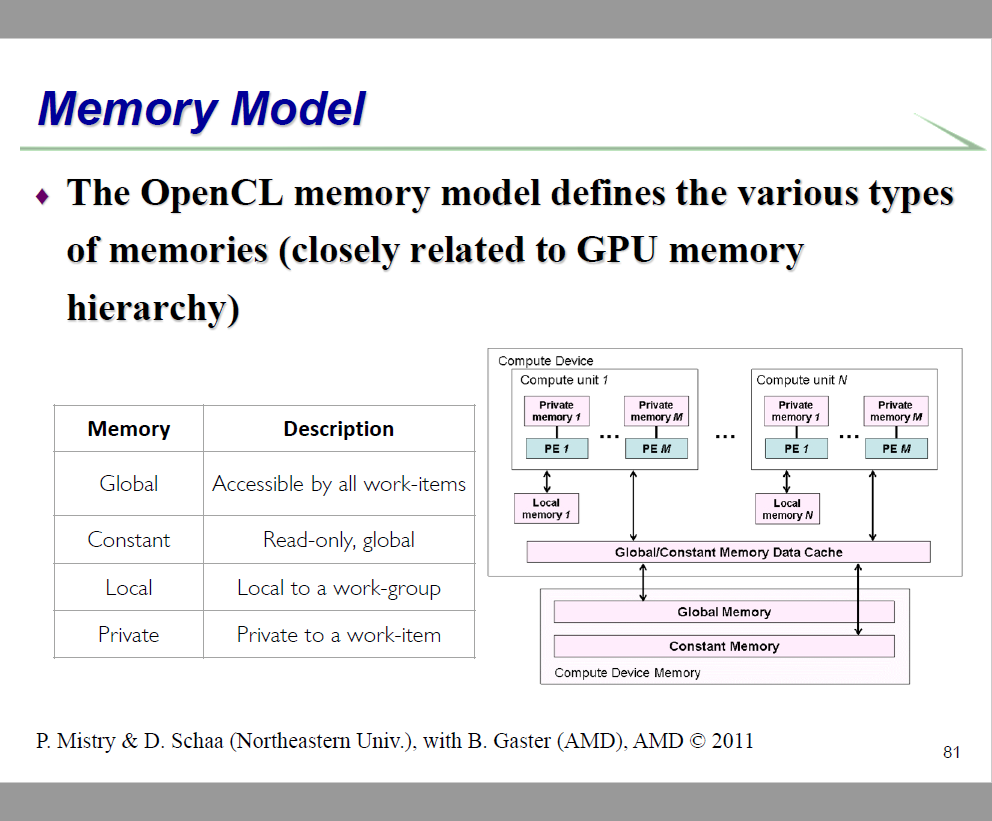 Memory Model
The OpenCL memory model defines the various types
of memories (closely related to GPU memory
hierarchy)
Memory Description
Global Accessible by all work-items
Constant Read-only, global
Local Local to a work-group
Private Private to a work-item
Compute Device
Compute unit 1
Private
memory 1
Private
memory M
PE 1
...
PE M
...
Compute unit N
Private
memory 1
Private
memory M
PE 1
...
PE M
Local
memory 1
Local
memory N
Global/Constant Memory Data Cache
Global Memory
Constant Memory
Compute Device Memory
P. Mistry & D. Schaa (Northeastern Univ.), with B. Gaster (AMD), AMD © 2011
81